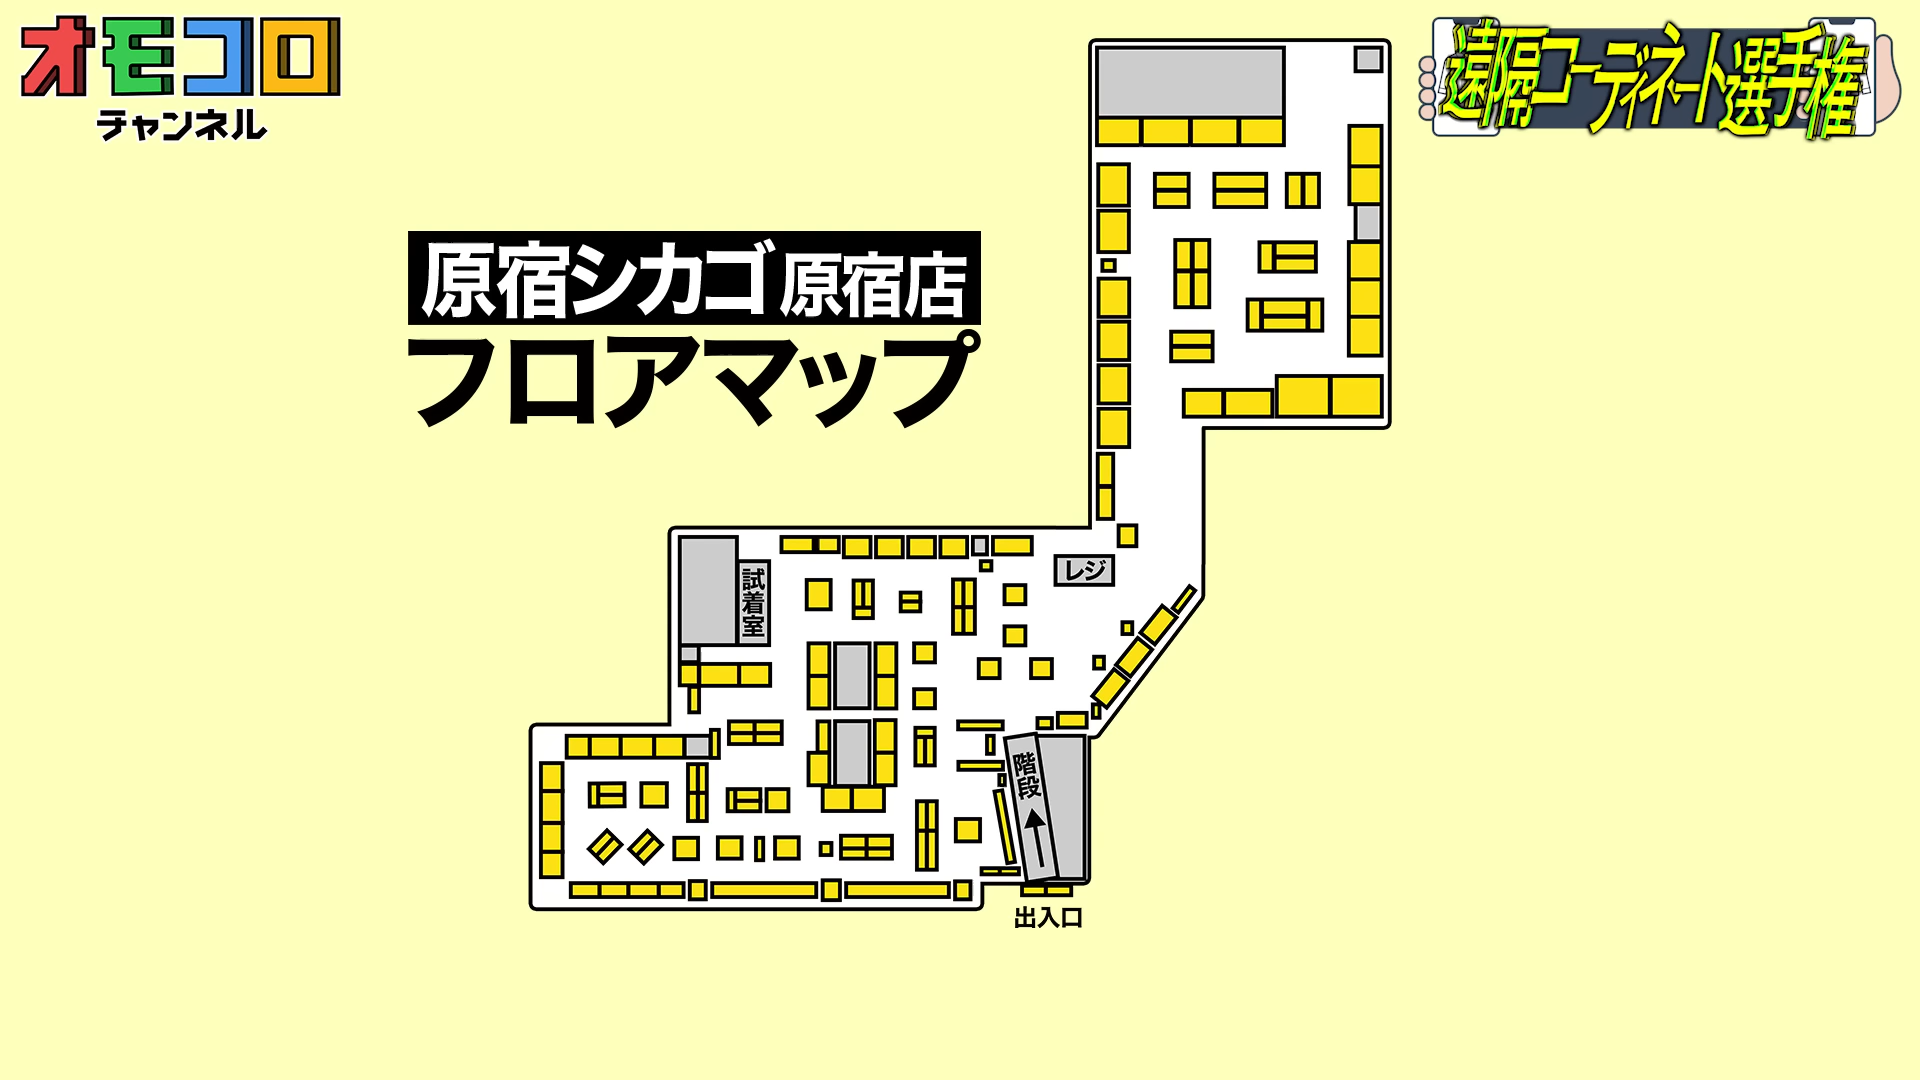 オモコロ
チャンネル
遠隔コーディネート選手権
原宿シカゴ 原宿店
フロアマップ
レジ
試着室
階段
出入口